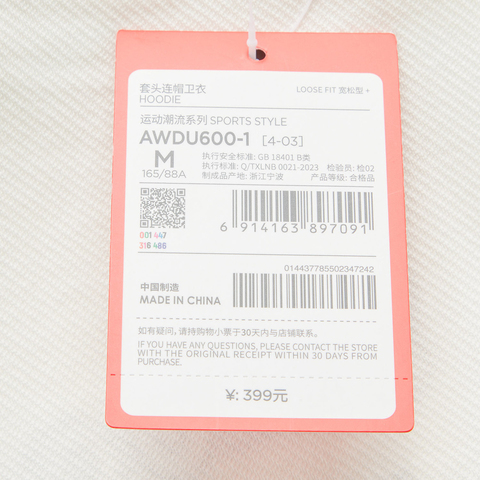 套头连帽卫衣
HOODIE
LOOSE FIT 宽松型 +
运动潮流系列 SPORTS STYLE
AWDU600-1 [4-03]
M
165/88A
执行安全标准: GB 18401 B类
执行标准: Q/TXLNB 0021-2023 检验员: 检02
制成品产地: 浙江宁波 产品等级: 合格品
001 447
316 486
6 914163 897091
014437785502347242
中国制造
MADE IN CHINA
如有疑问，请持购物小票于30天内与店铺联系。
IF YOU HAVE ANY QUESTIONS, PLEASE CONTACT THE STORE
WITH THE ORIGINAL RECEIPT WITHIN 30 DAYS FROM
PURCHASE.
¥: 399元